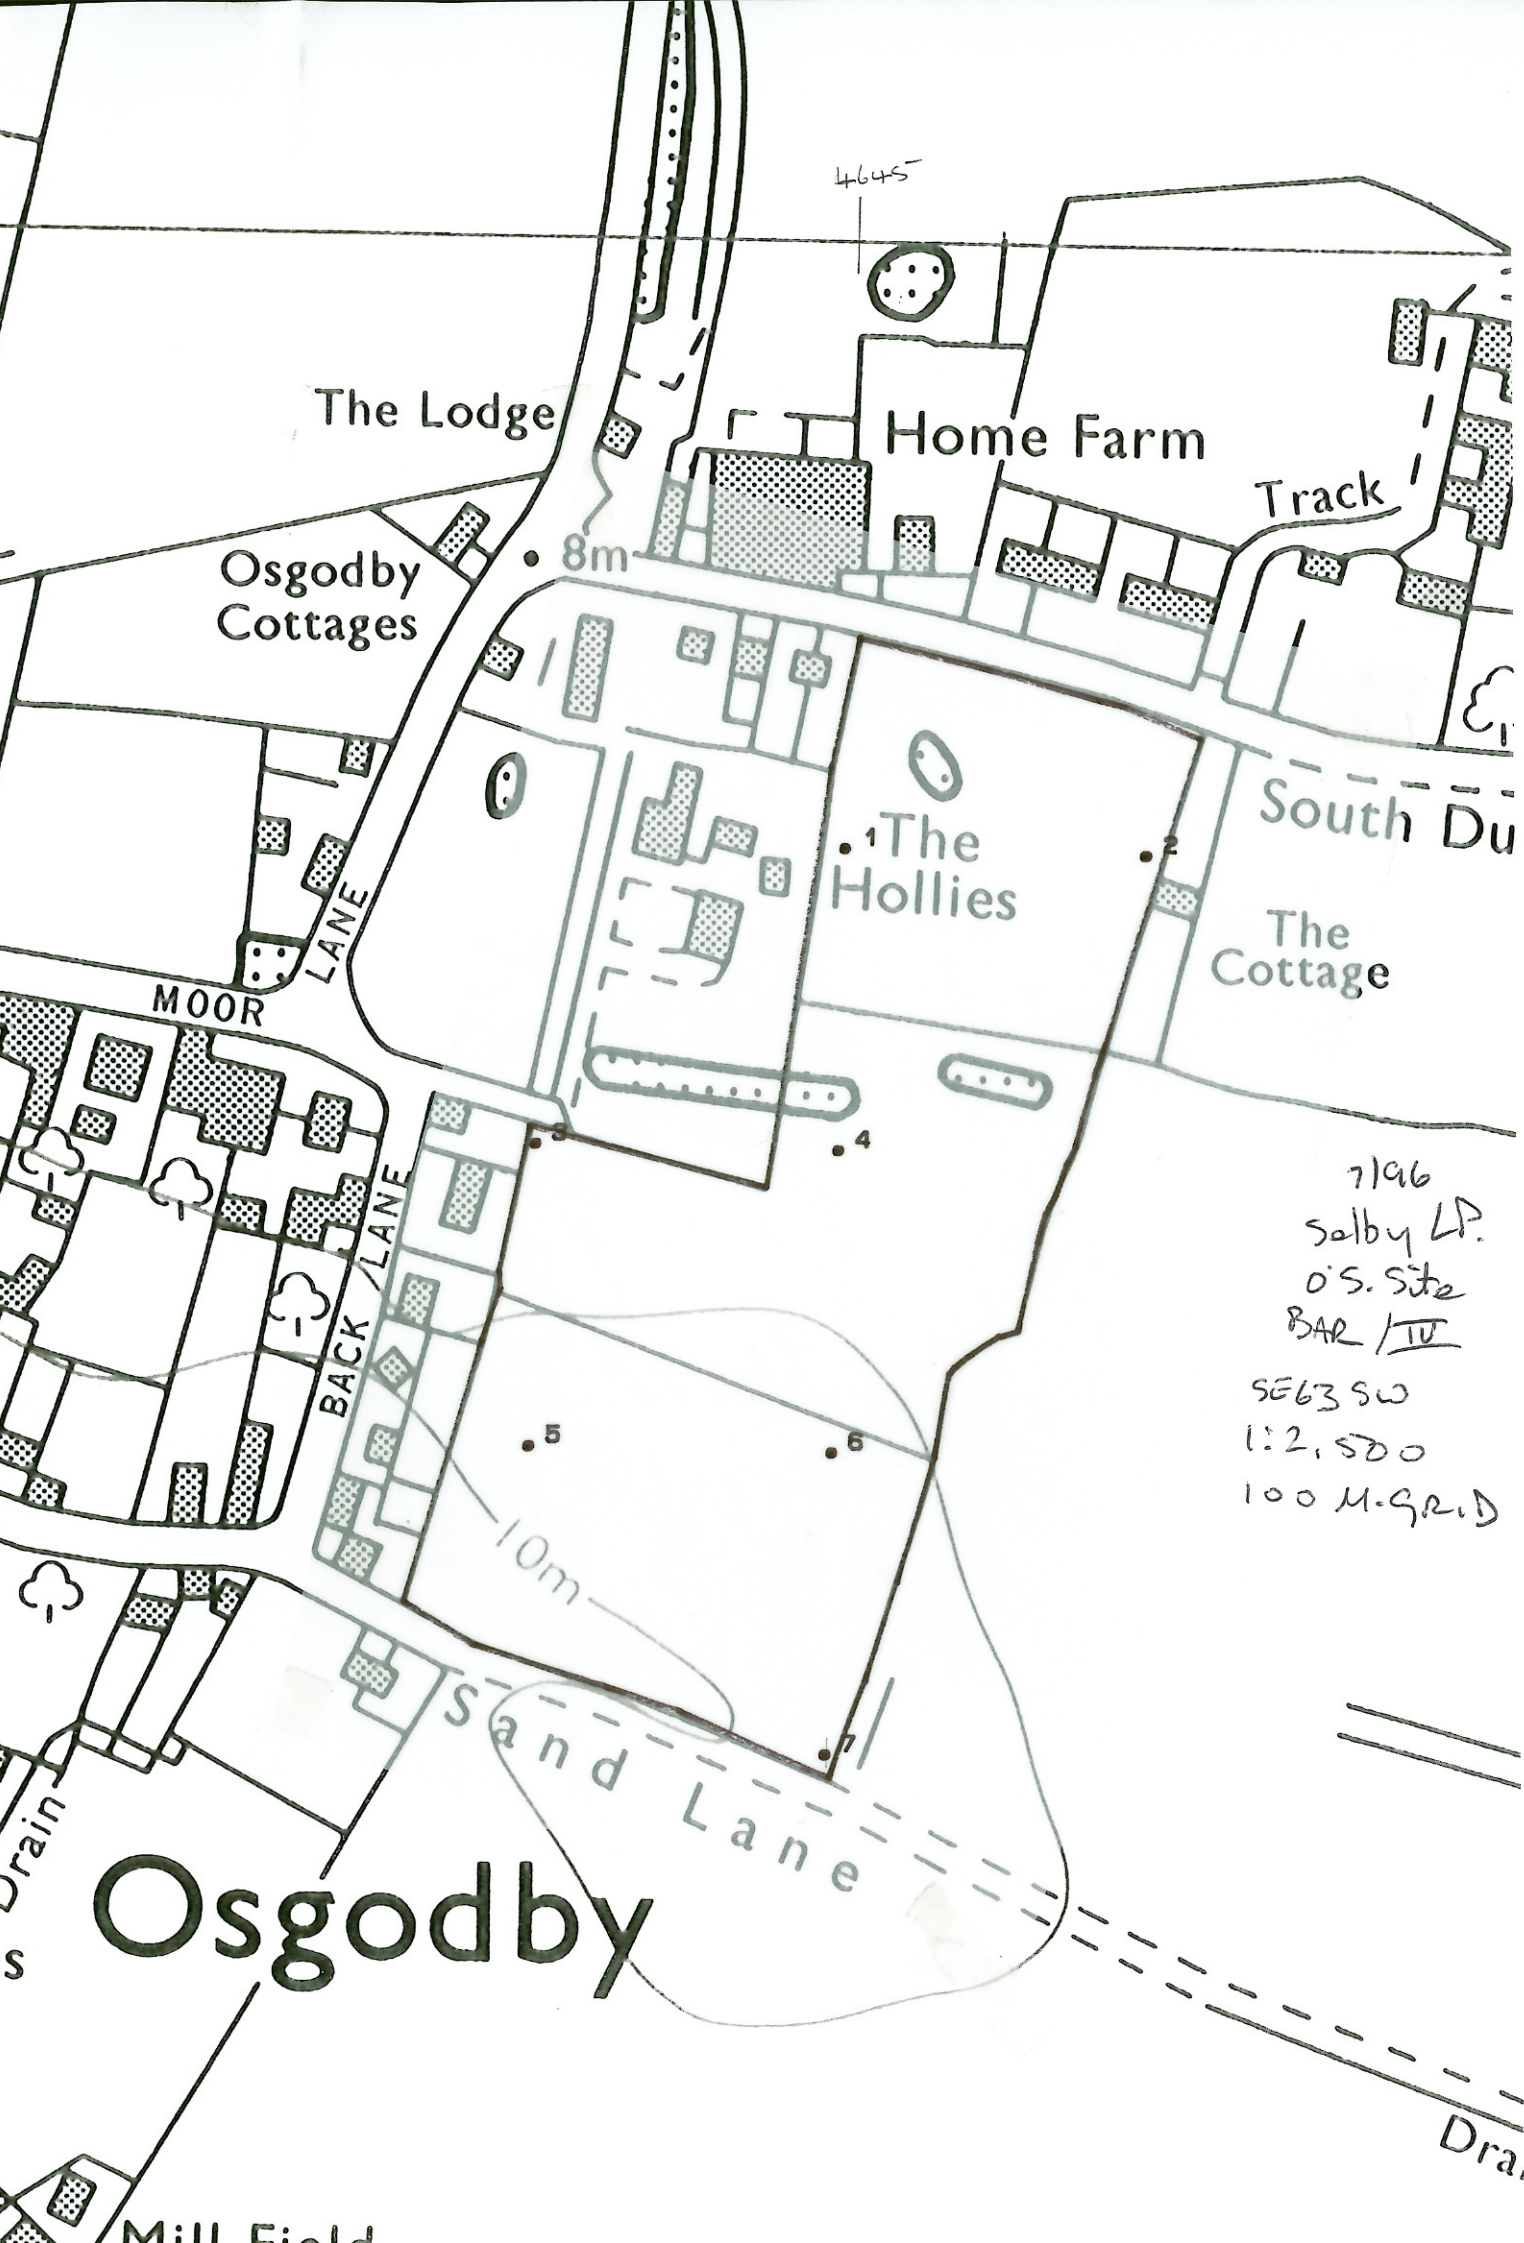 4645
The Lodge
Home Farm
Track
Osgodby
Cottages
8m
South Du
1
The
Hollies
2
The
Cottage
LANE
MOOR
3
4
BACK LANE
7/96
Selby LP.
O.S. Site
BAR/IV
SE63SW
1:2,500
100 M.GRID
5
6
10m
7
Sand Lane
Drain
Osgodby
s
Drai
Mill Field